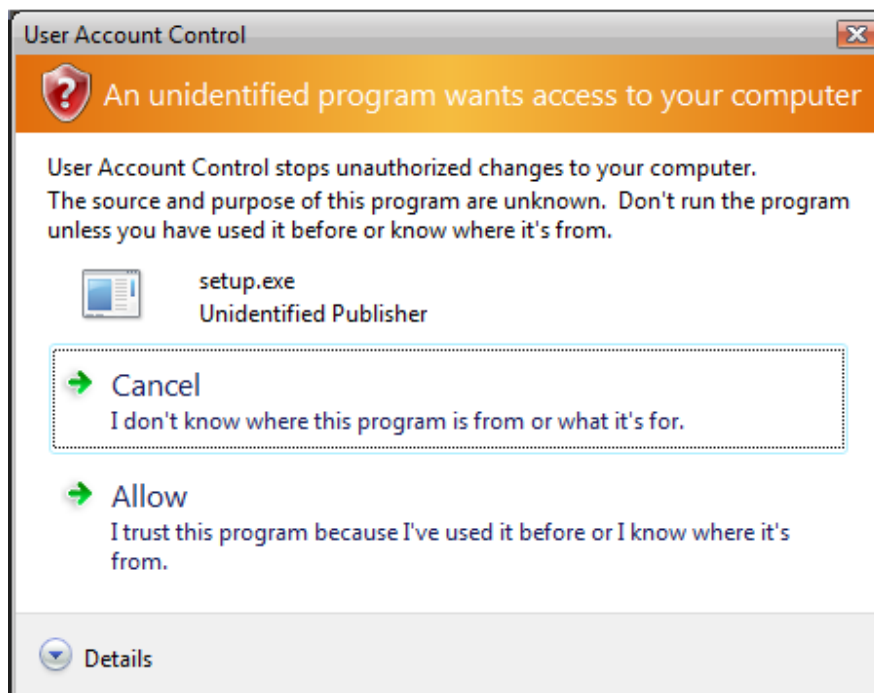 User Account Control
An unidentified program wants access to your computer
User Account Control stops unauthorized changes to your computer.
The source and purpose of this program are unknown.  Don't run the program
unless you have used it before or know where it's from.
setup.exe
Unidentified Publisher
Cancel
I don't know where this program is from or what it's for.
Allow
I trust this program because I've used it before or I know where it's
from.
Details